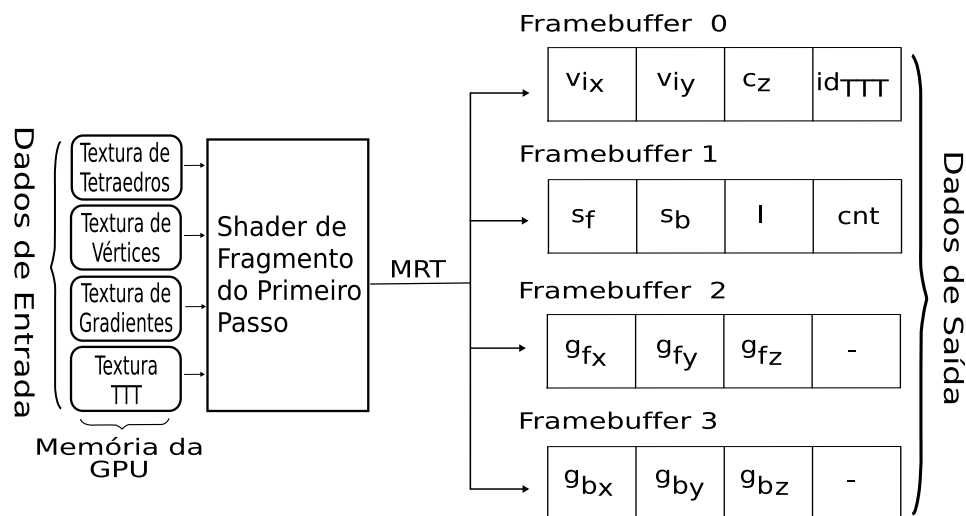 Dados de Entrada
Textura de
Tetraedros
Textura de
Vértices
Textura de
Gradientes
Textura
TTT
Memória da
GPU
Shader de
Fragmento
do Primeiro
Passo
MRT
Framebuffer 0
vix viy cz idTTT
Framebuffer 1
sf sb l cnt
Framebuffer 2
gfx gfy gfz -
Framebuffer 3
gbx gby gbz -
Dados de Saída